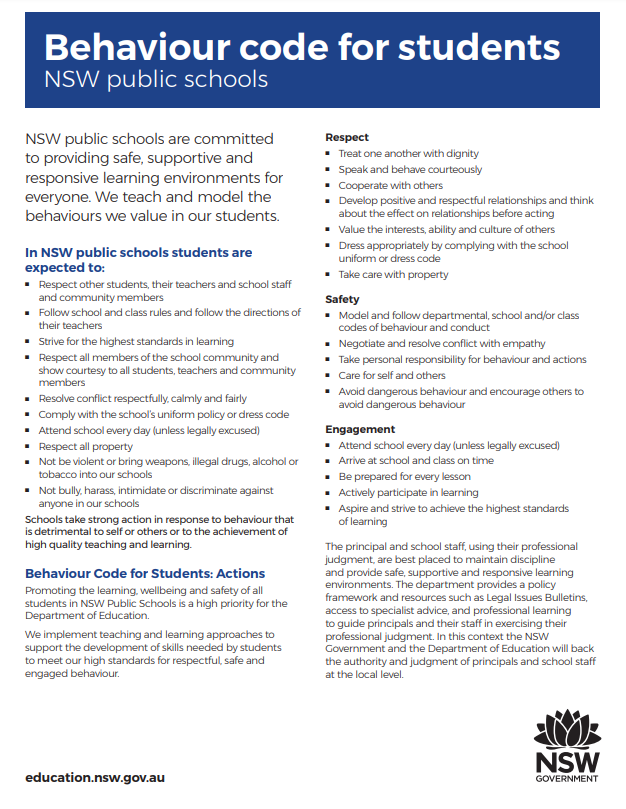 Behaviour code for students
NSW public schools
NSW public schools are committed
to providing safe, supportive and
responsive learning environments for
everyone. We teach and model the
behaviours we value in our students.
In NSW public schools students are
expected to:
▪ Respect other students, their teachers and school staff
and community members
▪ Follow school and class rules and follow the directions of
their teachers
▪ Strive for the highest standards in learning
▪ Respect all members of the school community and
show courtesy to all students, teachers and community
members
▪ Resolve conflict respectfully, calmly and fairly
▪ Comply with the school's uniform policy or dress code
▪ Attend school every day (unless legally excused)
▪ Respect all property
▪ Not be violent or bring weapons, illegal drugs, alcohol or
tobacco into our schools
▪ Not bully, harass, intimidate or discriminate against
anyone in our schools
Schools take strong action in response to behaviour that
is detrimental to self or others or to the achievement of
high quality teaching and learning.
Behaviour Code for Students: Actions
Promoting the learning, wellbeing and safety of all
students in NSW Public Schools is a high priority for the
Department of Education.
We implement teaching and learning approaches to
support the development of skills needed by students
to meet our high standards for respectful, safe and
engaged behaviour.
Respect
▪ Treat one another with dignity
▪ Speak and behave courteously
▪ Cooperate with others
▪ Develop positive and respectful relationships and think
about the effect on relationships before acting
▪ Value the interests, ability and culture of others
▪ Dress appropriately by complying with the school
uniform or dress code
▪ Take care with property
Safety
▪ Model and follow departmental, school and/or class
codes of behaviour and conduct
▪ Negotiate and resolve conflict with empathy
▪ Take personal responsibility for behaviour and actions
▪ Care for self and others
▪ Avoid dangerous behaviour and encourage others to
avoid dangerous behaviour
Engagement
▪ Attend school every day (unless legally excused)
▪ Arrive at school and class on time
▪ Be prepared for every lesson
▪ Actively participate in learning
▪ Aspire and strive to achieve the highest standards
of learning
The principal and school staff, using their professional
judgment, are best placed to maintain discipline
and provide safe, supportive and responsive learning
environments. The department provides a policy
framework and resources such as Legal Issues Bulletins,
access to specialist advice, and professional learning
to guide principals and their staff in exercising their
professional judgment. In this context the NSW
Government and the Department of Education will back
the authority and judgment of principals and school staff
at the local level.
education.nsw.gov.au
NSW
GOVERNMENT